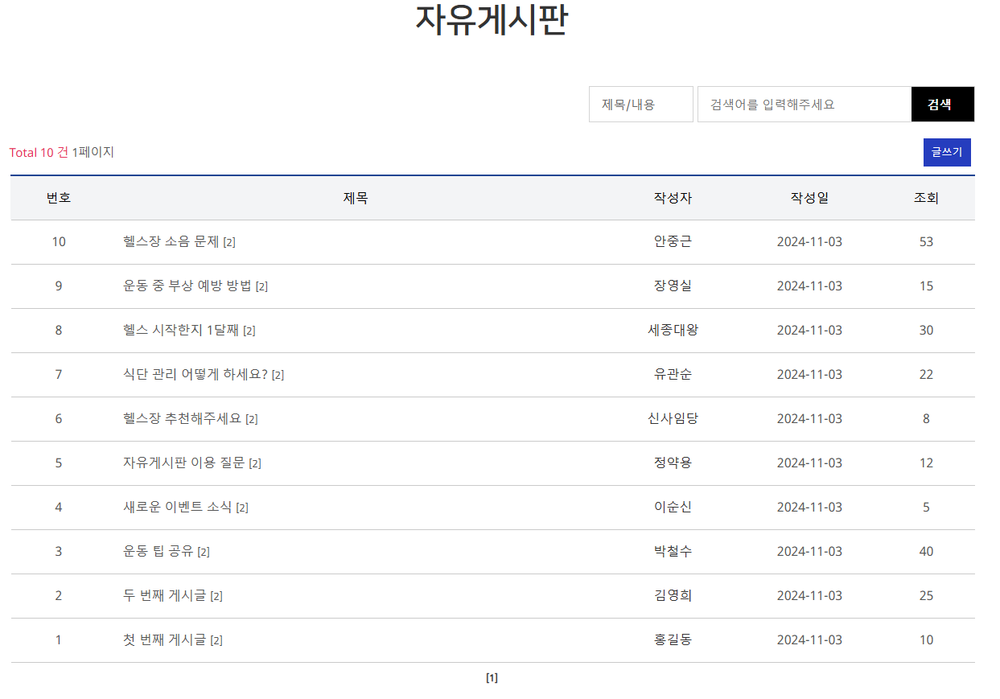 자유게시판
제목/내용 검색어를 입력해주세요 검색
Total 10 건 1페이지 글쓰기
번호 제목 작성자 작성일 조회
10 헬스장 소음 문제 [2] 안중근 2024-11-03 53
9 운동 중 부상 예방 방법 [2] 장영실 2024-11-03 15
8 헬스 시작한지 1달째 [2] 세종대왕 2024-11-03 30
7 식단 관리 어떻게 하세요? [2] 유관순 2024-11-03 22
6 헬스장 추천해주세요 [2] 신사임당 2024-11-03 8
5 자유게시판 이용 질문 [2] 정약용 2024-11-03 12
4 새로운 이벤트 소식 [2] 이순신 2024-11-03 5
3 운동 팁 공유 [2] 박철수 2024-11-03 40
2 두 번째 게시글 [2] 김영희 2024-11-03 25
1 첫 번째 게시글 [2] 홍길동 2024-11-03 10
[1]